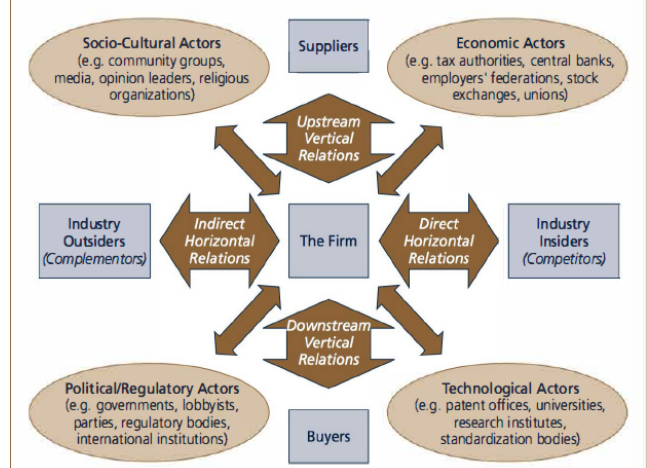 Socio-Cultural Actors
(e.g. community groups,
media, opinion leaders, religious
organizations)
Suppliers
Economic Actors
(e.g. tax authorities, central banks,
employers' federations, stock
exchanges, unions)
Upstream
Vertical
Relations
Industry
Outsiders
(Complementors)
Indirect
Horizontal
Relations
The Firm
Direct
Horizontal
Relations
Industry
Insiders
(Competitors)
Downstream
Vertical
Relations
Political/Regulatory Actors
(e.g. governments, lobbyists,
parties, regulatory bodies,
international institutions)
Buyers
Technological Actors
(e.g. patent offices, universities,
research institutes,
standardization bodies)